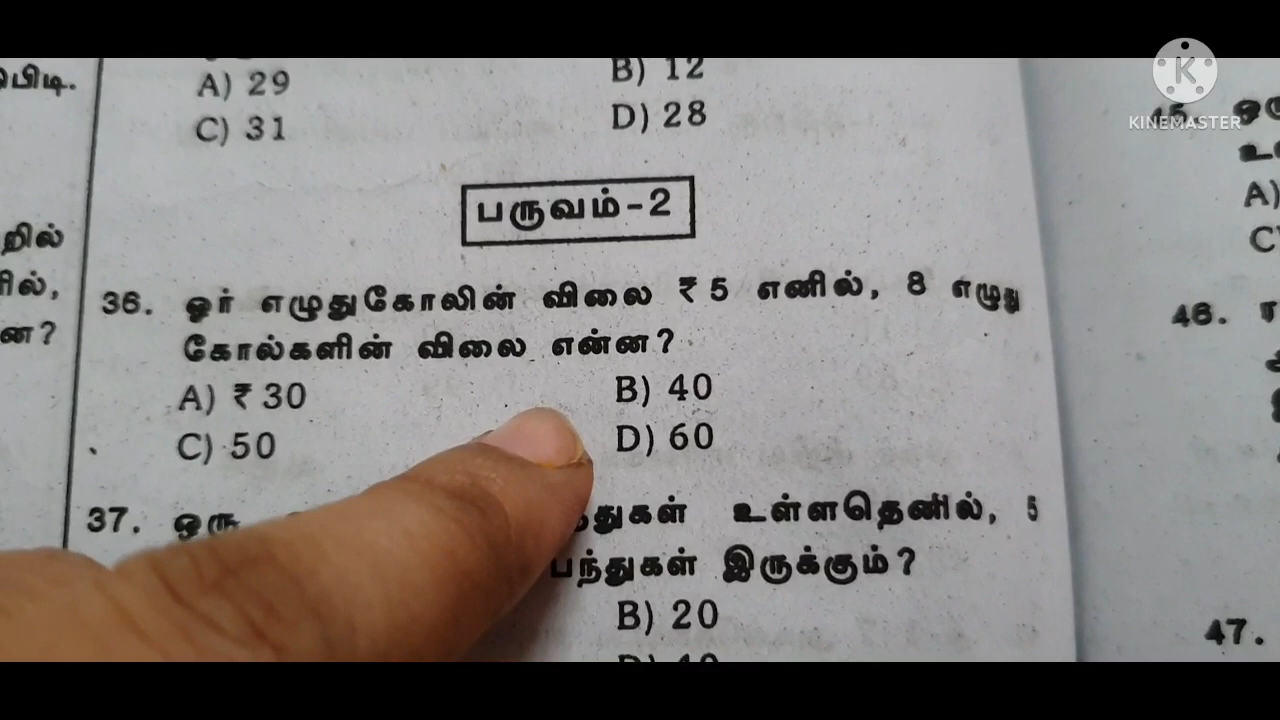 பிடி.
றில்
ரில்,
ன?
A) 29
B) 12
C) 31
D) 28
பருவம்-2
36. ஓர் எழுதுகோலின் விலை ₹ 5 எனில், 8 எழுது
கோல்களின் விலை என்ன?
A) ₹ 30
B) 40
C) 50
D) 60
37. ஒரு
துகள் உள்ளதெனில், 5
பந்துகள் இருக்கும்?
B) 20
45.
A)
C
46.
47.
KINEMASTER